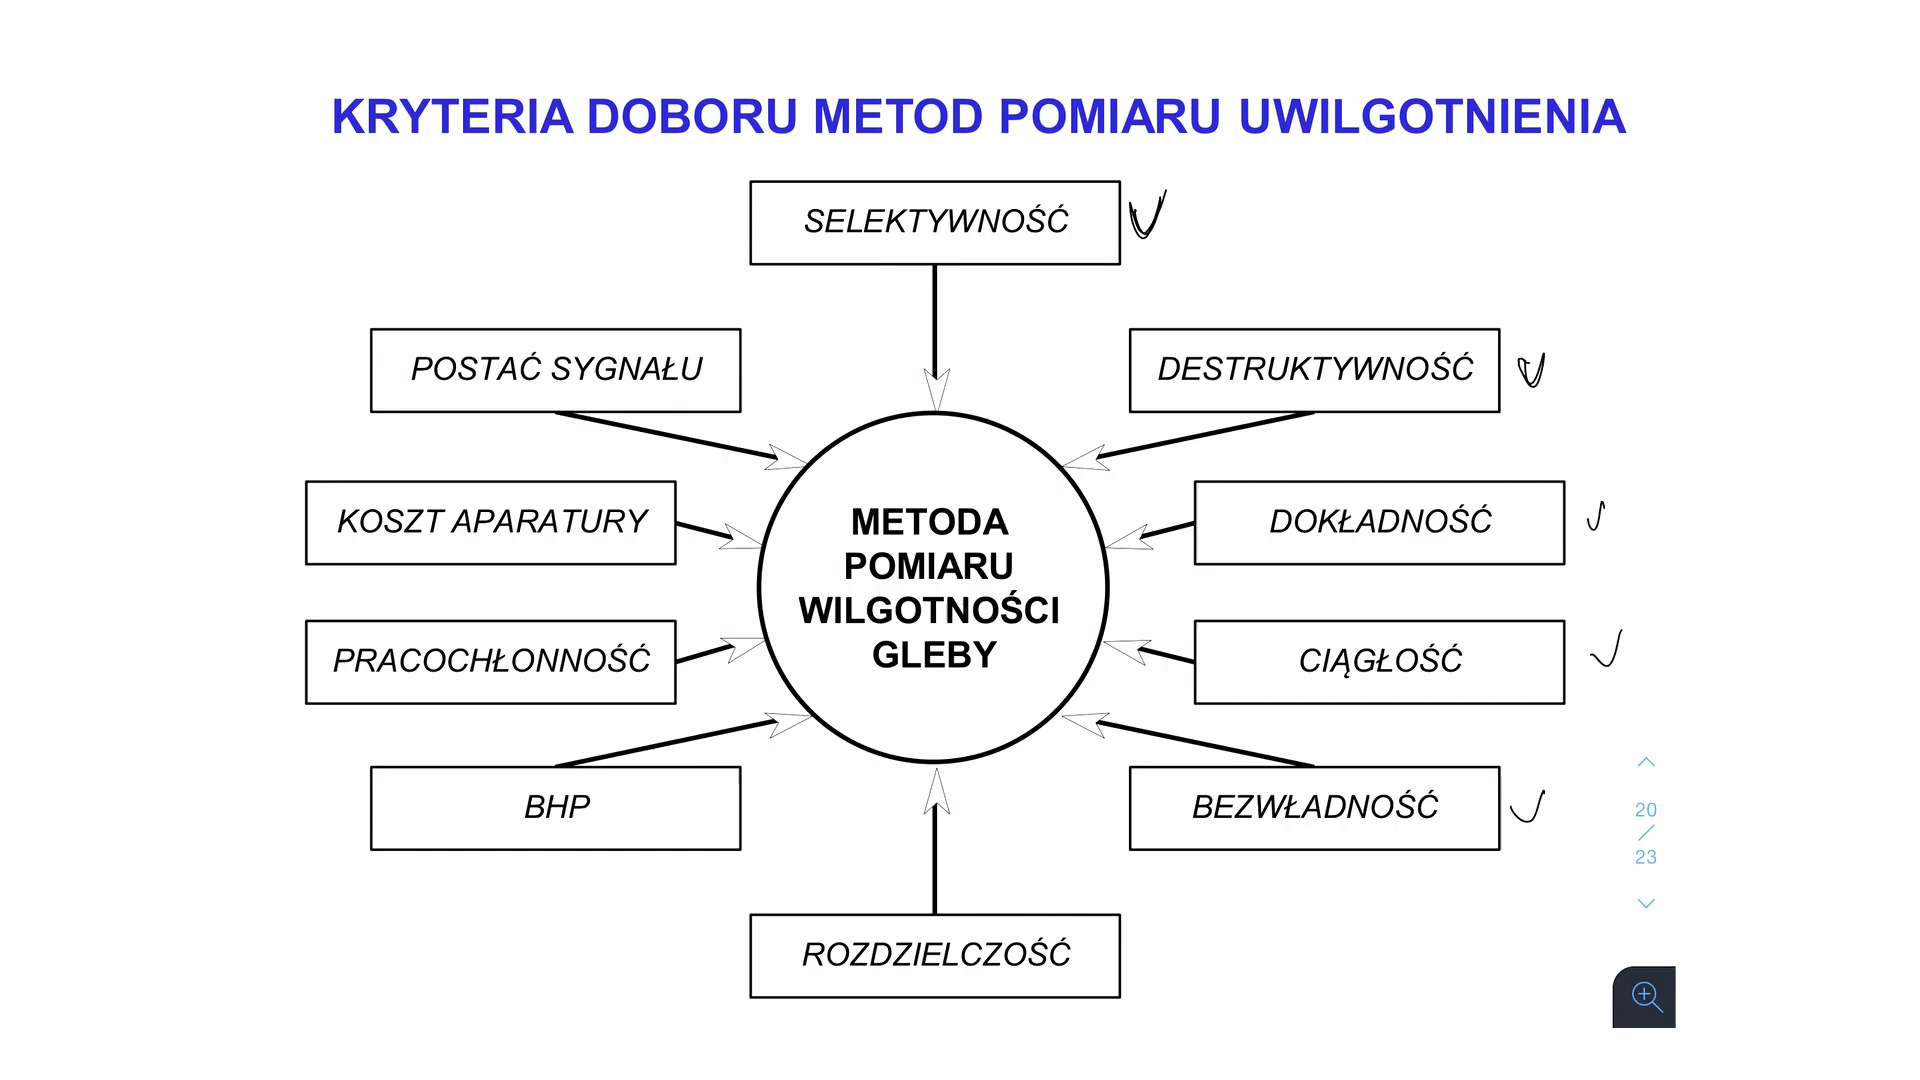 KRYTERIA DOBORU METOD POMIARU UWILGOTNIENIA
SELEKTYWNOŚĆ
POSTAĆ SYGNAŁU
DESTRUKTYWNOŚĆ
KOSZT APARATURY
DOKŁADNOŚĆ
METODA
POMIARU
WILGOTNOŚCI
GLEBY
PRACOCHŁONNOŚĆ
CIĄGŁOŚĆ
BHP
BEZWŁADNOŚĆ
ROZDZIELCZOŚĆ
20
/
23